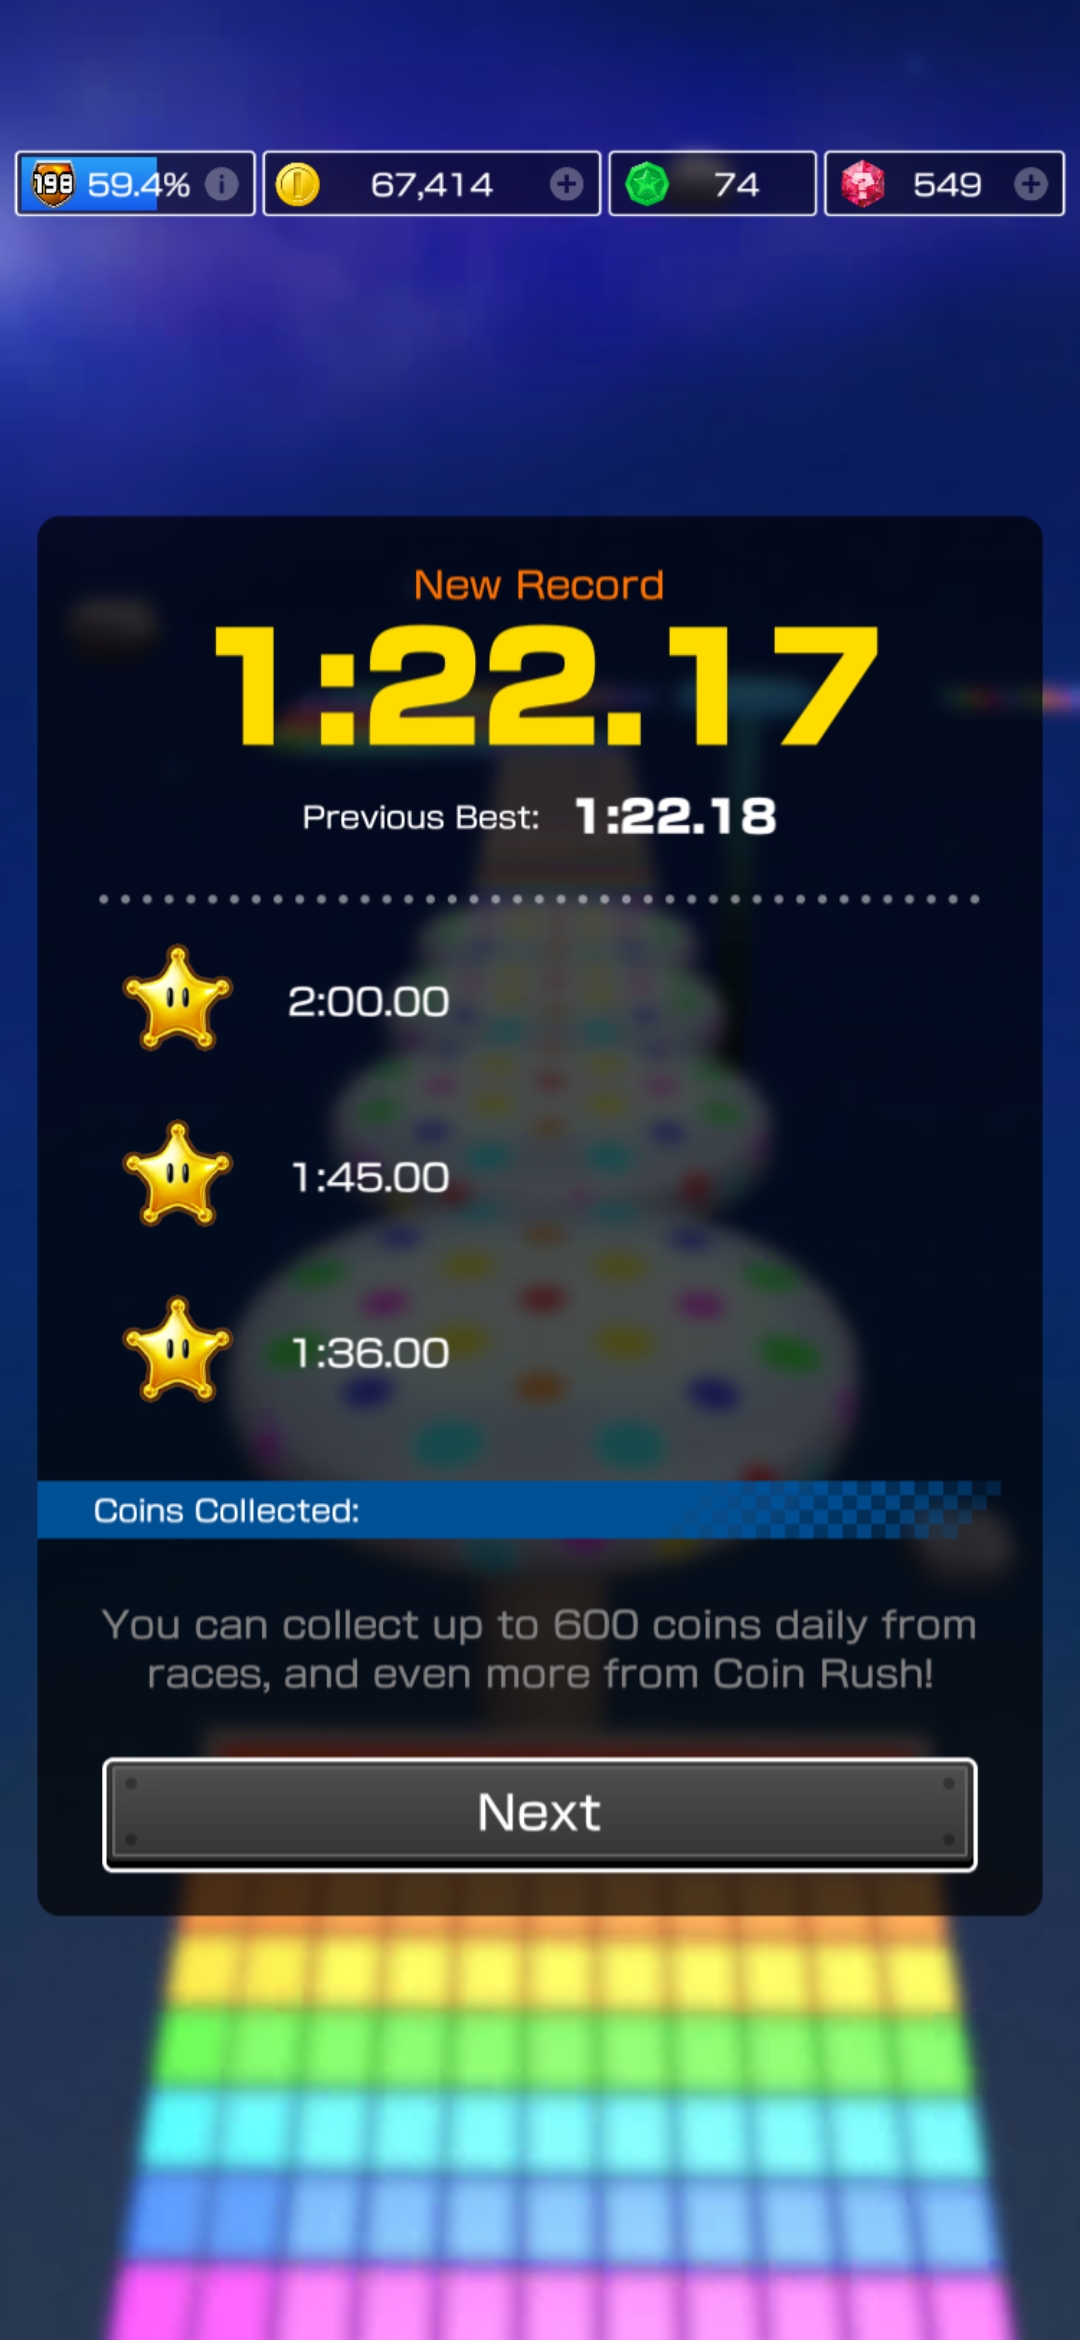 198 59.4% i 67,414 + 74 ? 549 +
New Record
1:22.17
Previous Best: 1:22.18
2:00.00
1:45.00
1:36.00
Coins Collected:
You can collect up to 600 coins daily from
races, and even more from Coin Rush!
Next